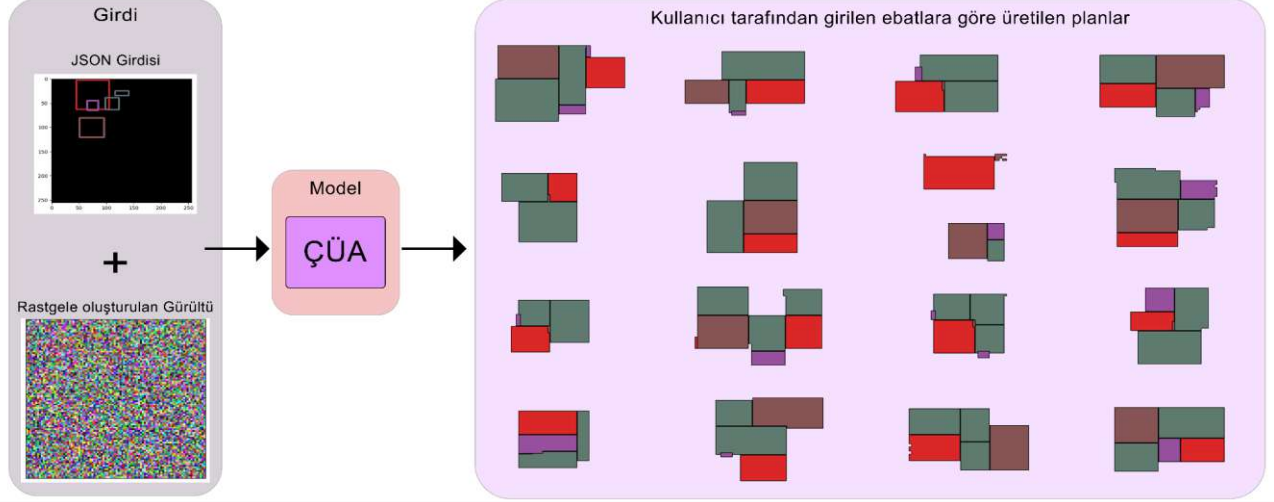 Girdi
JSON Girdisi
0
50
100
150
200
250
0 50 100 150 200 250
+
Rastgele oluşturulan Gürültü
Model
ÇÜA
Kullanıcı tarafından girilen ebatlara göre üretilen planlar